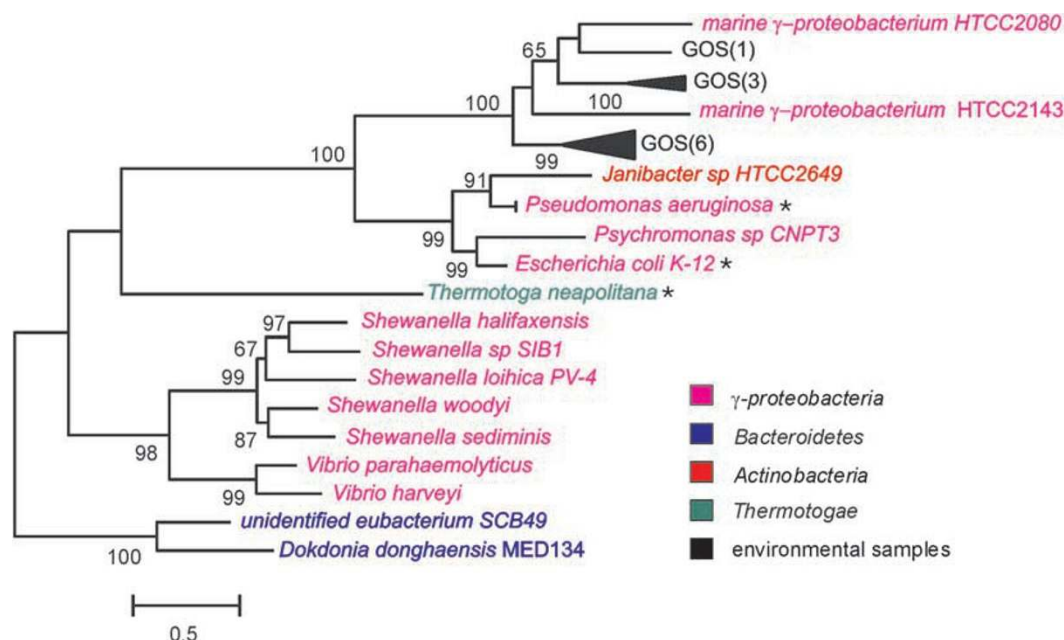 marine γ–proteobacterium HTCC2080
65
GOS(1)
GOS(3)
100
100
marine γ–proteobacterium HTCC2143
GOS(6)
100
99
Janibacter sp HTCC2649
91
Pseudomonas aeruginosa *
99
Psychromonas sp CNPT3
99
Escherichia coli K-12 *
Thermotoga neapolitana *
97
Shewanella halifaxensis
67
Shewanella sp SIB1
99
Shewanella loihica PV-4
Shewanella woodyi
87
Shewanella sediminis
98
Vibrio parahaemolyticus
99
Vibrio harveyi
unidentified eubacterium SCB49
100
Dokdonia donghaensis MED134
0.5
γ-proteobacteria
Bacteroidetes
Actinobacteria
Thermotogae
environmental samples